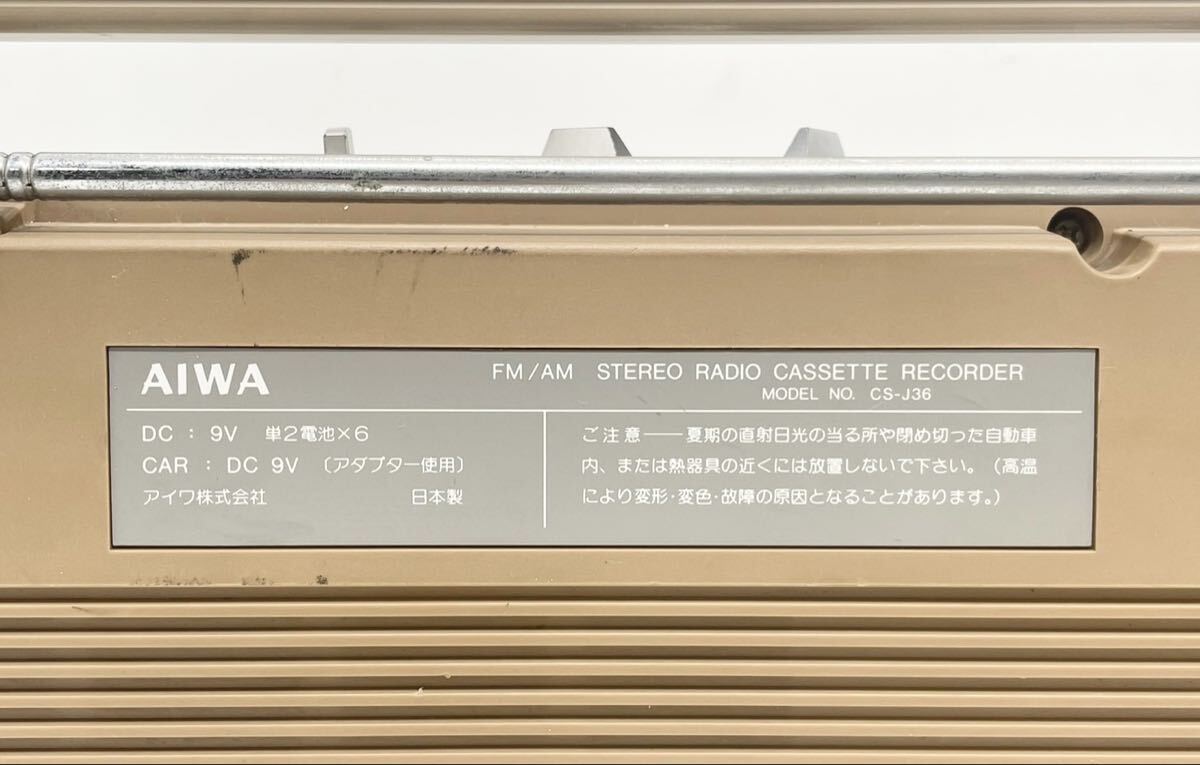 AIWA
FM/AM STEREO RADIO CASSETTE RECORDER
MODEL NO. CS-J36
DC : 9V 単2電池×6
CAR : DC 9V 〔アダプター使用〕
アイワ株式会社 日本製
ご注意——夏期の直射日光の当る所や閉め切った自動車
内、または熱器具の近くには放置しないで下さい。(高温
により変形・変色・故障の原因となることがあります。)